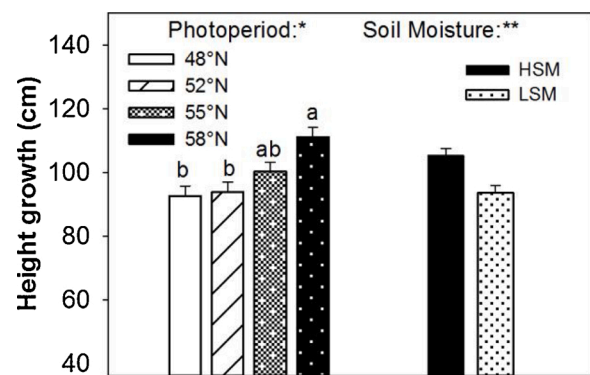 Photoperiod:* Soil Moisture:**
48°N
52°N
55°N
58°N
HSM
LSM
Height growth (cm)
140
120
100
80
60
40
b b ab a